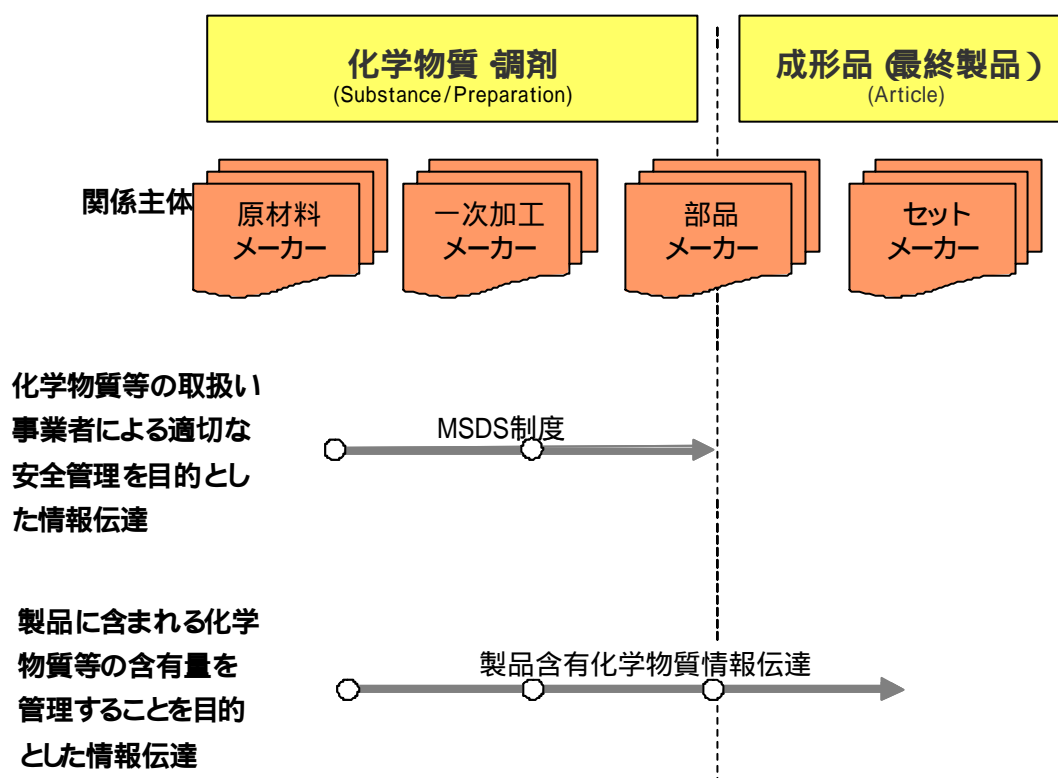 化学物質・調剤
(Substance/Preparation)
成形品（最終製品）
(Article)
関係主体
原材料
メーカー
一次加工
メーカー
部品
メーカー
セット
メーカー
化学物質等の取扱い
事業者による適切な
安全管理を目的とし
た情報伝達
MSDS制度
製品に含まれる化学
物質等の含有量を
管理することを目的
とした情報伝達
製品含有化学物質情報伝達